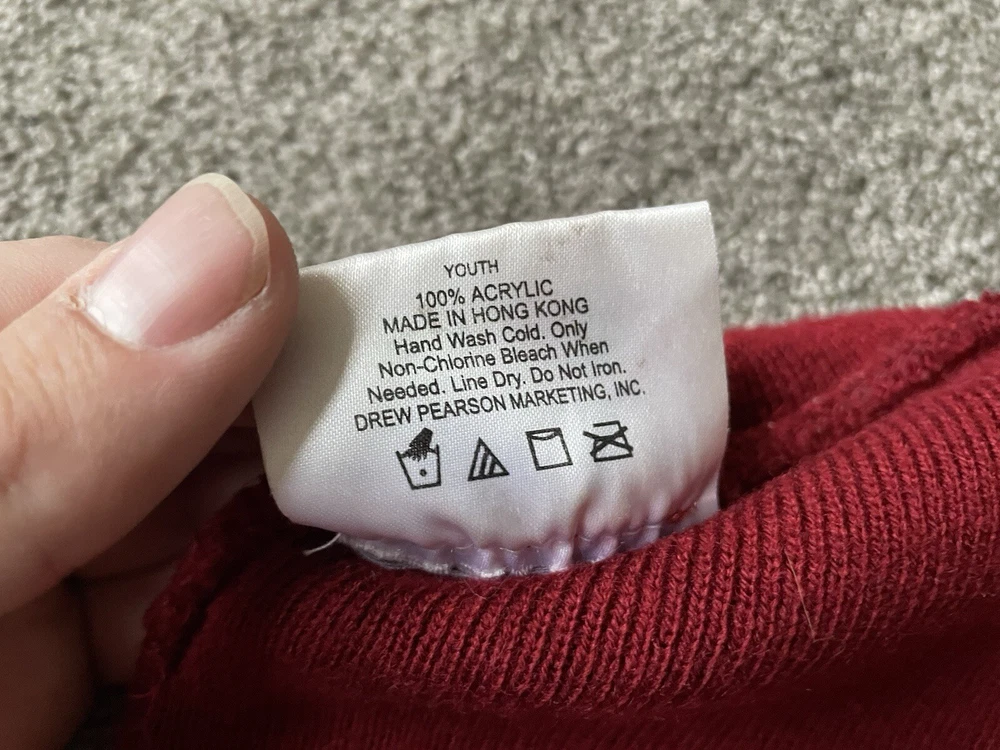 YOUTH
100% ACRYLIC
MADE IN HONG KONG
Hand Wash Cold. Only
Non-Chlorine Bleach When
Needed. Line Dry. Do Not Iron.
DREW PEARSON MARKETING, INC.